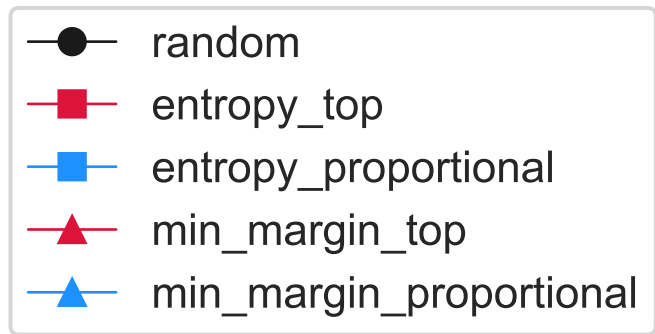 random
entropy_top
entropy_proportional
min_margin_top
min_margin_proportional